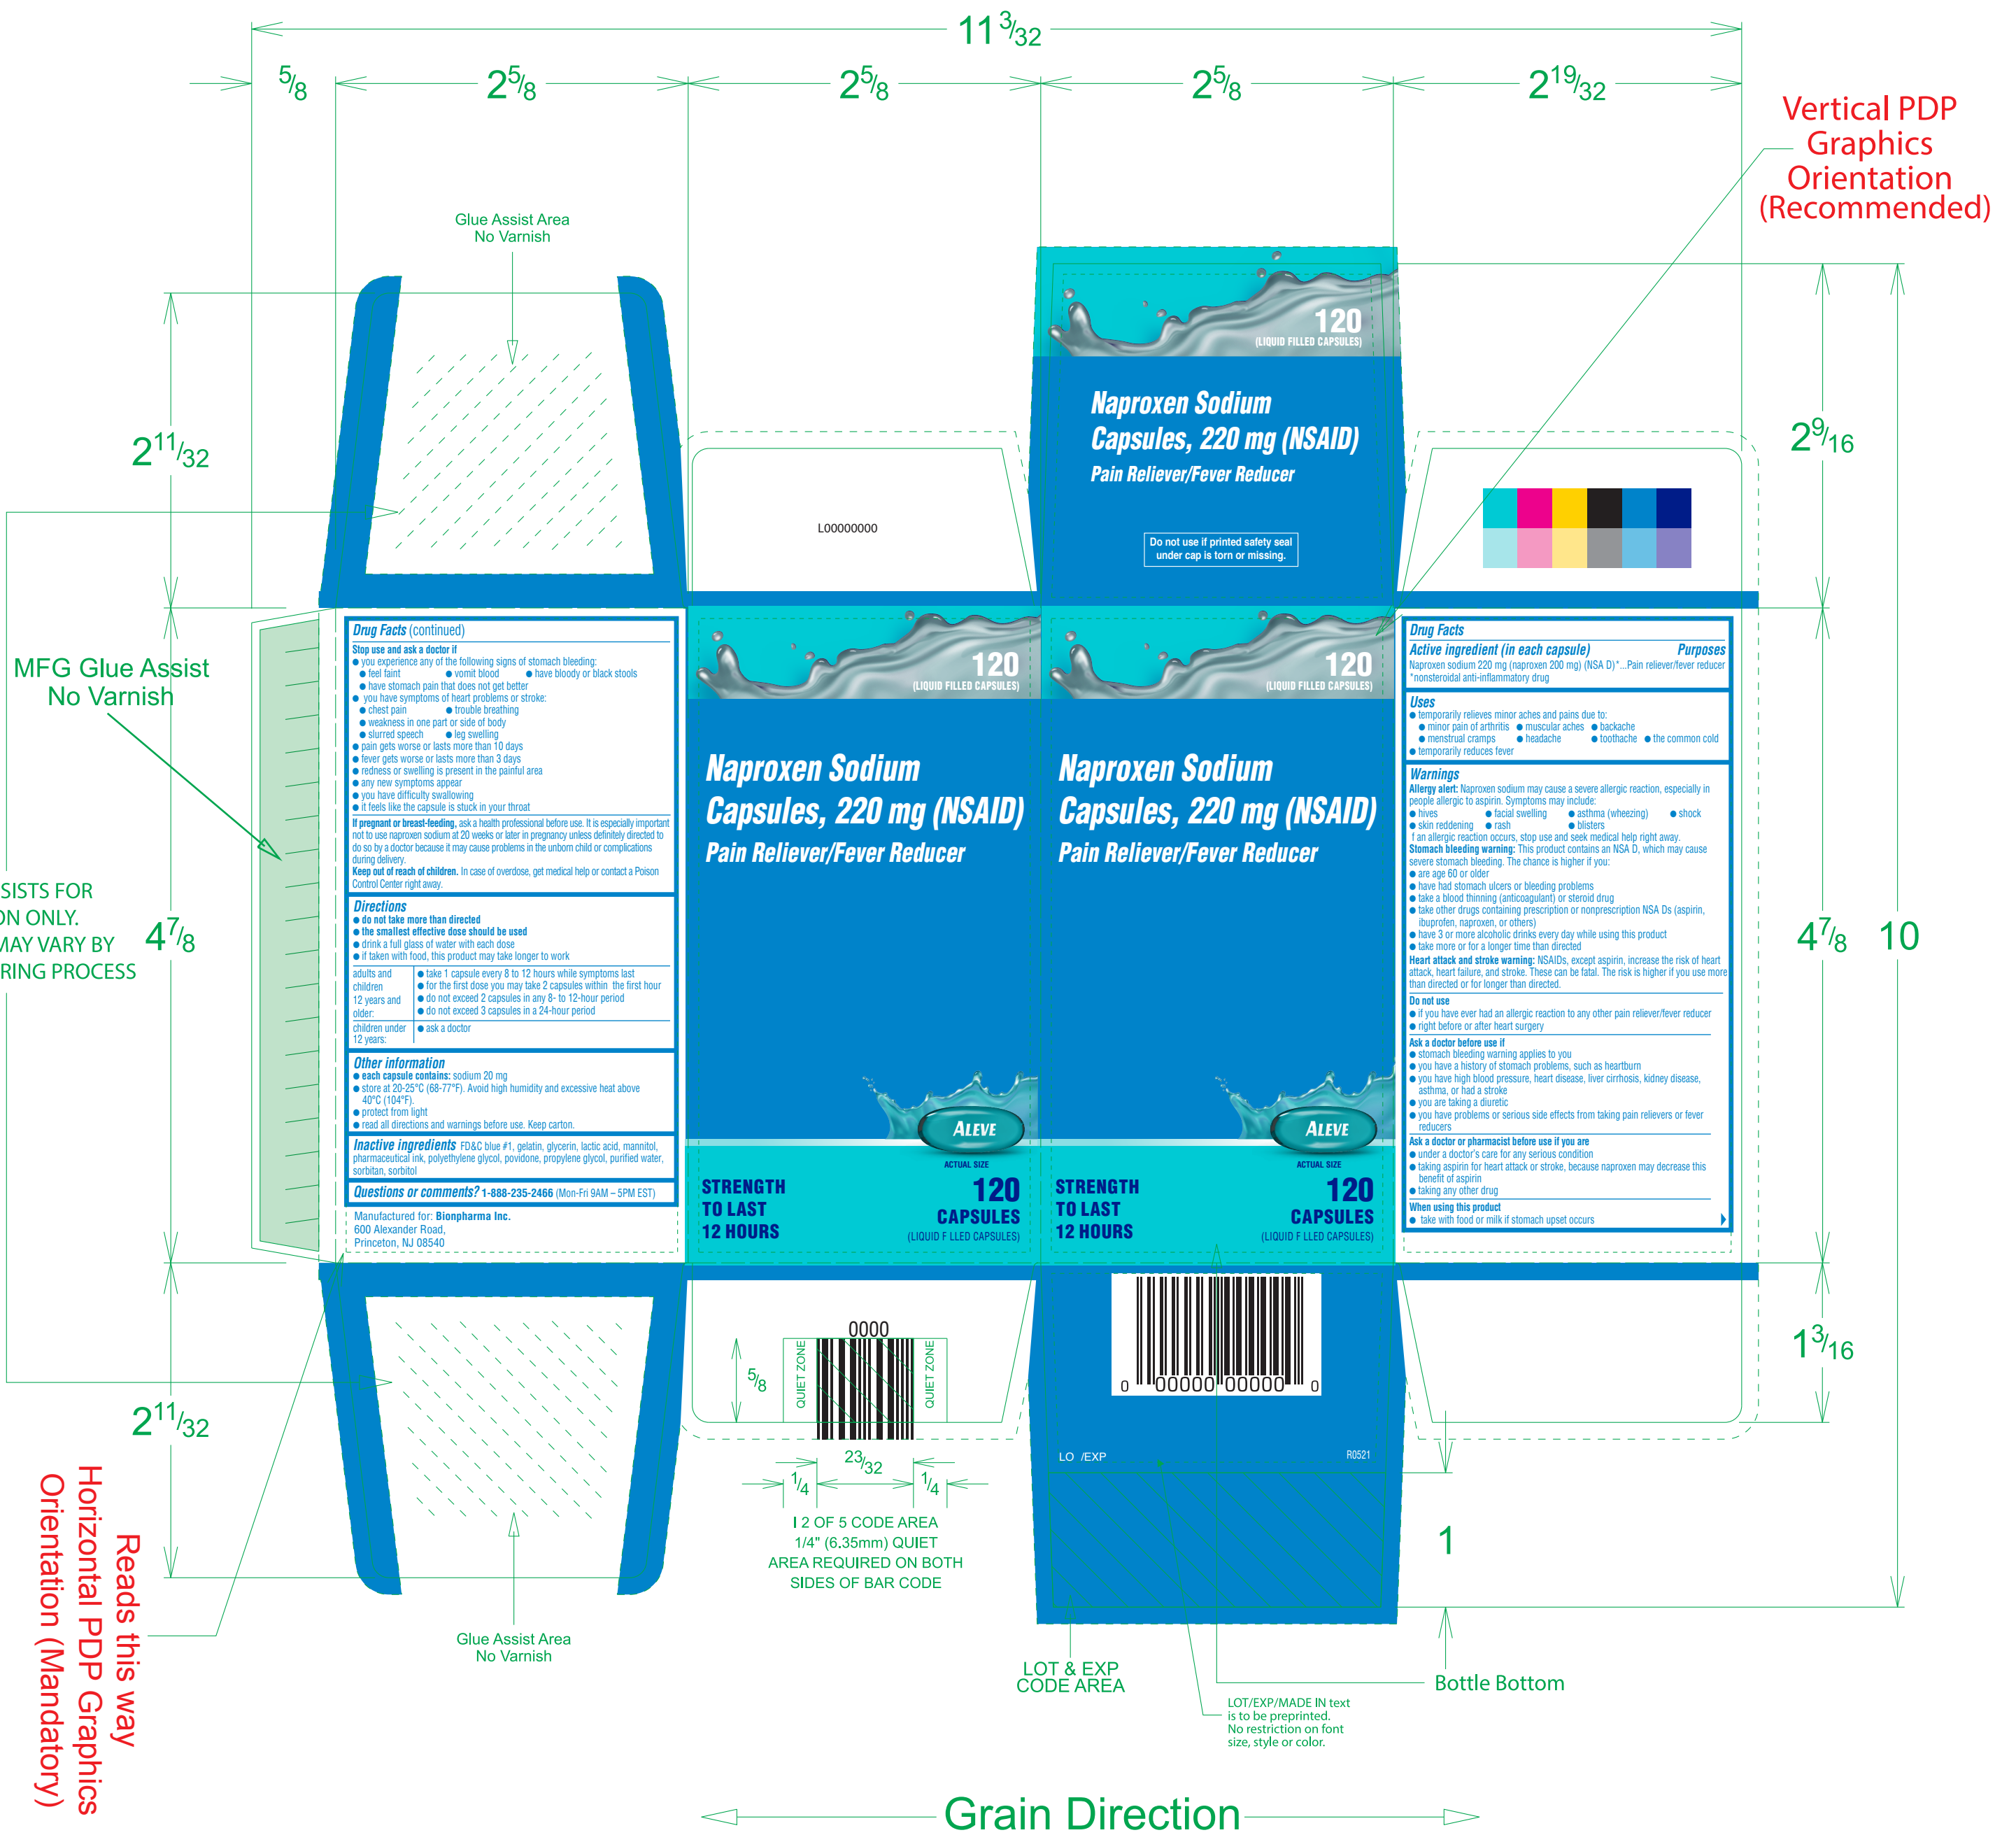 11 3/32
5/8
2 5/8
2 5/8
2 5/8
2 19/32
Vertical PDP
Graphics
Orientation
(Recommended)
Glue Assist Area
No Varnish
2 11/32
2 9/16
120
(LIQUID FILLED CAPSULES)
Naproxen Sodium
Capsules, 220 mg (NSAID)
Pain Reliever/Fever Reducer
Do not use if printed safety seal
under cap is torn or missing.
L00000000
MFG Glue Assist
No Varnish
SISTS FOR
ON ONLY.
MAY VARY BY
RING PROCESS
4 7/8
Drug Facts (continued)
Stop use and ask a doctor if
● you experience any of the following signs of stomach bleeding:
● feel faint ● vomit blood ● have bloody or black stools
● have stomach pain that does not get better
● you have symptoms of heart problems or stroke:
● chest pain ● trouble breathing
● weakness in one part or side of body
● slurred speech ● leg swelling
● pain gets worse or lasts more than 10 days
● fever gets worse or lasts more than 3 days
● redness or swelling is present in the painful area
● any new symptoms appear
● you have difficulty swallowing
● it feels like the capsule is stuck in your throat
If pregnant or breast-feeding, ask a health professional before use. It is especially important
not to use naproxen sodium at 20 weeks or later in pregnancy unless definitely directed to
do so by a doctor because it may cause problems in the unborn child or complications
during delivery.
Keep out of reach of children. In case of overdose, get medical help or contact a Poison
Control Center right away.
Directions
● do not take more than directed
● the smallest effective dose should be used
● drink a full glass of water with each dose
● if taken with food, this product may take longer to work
adults and
children
12 years and
older:
● take 1 capsule every 8 to 12 hours while symptoms last
● for the first dose you may take 2 capsules within the first hour
● do not exceed 2 capsules in any 8- to 12-hour period
● do not exceed 3 capsules in a 24-hour period
children under
12 years:
● ask a doctor
Other information
● each capsule contains: sodium 20 mg
● store at 20-25°C (68-77°F). Avoid high humidity and excessive heat above
40°C (104°F).
● protect from light
● read all directions and warnings before use. Keep carton.
Inactive ingredients FD&C blue #1, gelatin, glycerin, lactic acid, mannitol,
pharmaceutical ink, polyethylene glycol, povidone, propylene glycol, purified water,
sorbitan, sorbitol
Questions or comments? 1-888-235-2466 (Mon-Fri 9AM – 5PM EST)
Manufactured for: Bionpharma Inc.
600 Alexander Road,
Princeton, NJ 08540
120
(LIQUID FILLED CAPSULES)
Naproxen Sodium
Capsules, 220 mg (NSAID)
Pain Reliever/Fever Reducer
ALEVE
ACTUAL SIZE
STRENGTH
TO LAST
12 HOURS
120
CAPSULES
(LIQUID F LLED CAPSULES)
120
(LIQUID FILLED CAPSULES)
Naproxen Sodium
Capsules, 220 mg (NSAID)
Pain Reliever/Fever Reducer
ALEVE
ACTUAL SIZE
STRENGTH
TO LAST
12 HOURS
120
CAPSULES
(LIQUID F LLED CAPSULES)
Drug Facts
Active ingredient (in each capsule) Purposes
Naproxen sodium 220 mg (naproxen 200 mg) (NSA D)*...Pain reliever/fever reducer
*nonsteroidal anti-inflammatory drug
Uses
● temporarily relieves minor aches and pains due to:
● minor pain of arthritis ● muscular aches ● backache
● menstrual cramps ● headache ● toothache ● the common cold
● temporarily reduces fever
Warnings
Allergy alert: Naproxen sodium may cause a severe allergic reaction, especially in
people allergic to aspirin. Symptoms may include:
● hives ● facial swelling ● asthma (wheezing) ● shock
● skin reddening ● rash ● blisters
f an allergic reaction occurs, stop use and seek medical help right away.
Stomach bleeding warning: This product contains an NSA D, which may cause
severe stomach bleeding. The chance is higher if you:
● are age 60 or older
● have had stomach ulcers or bleeding problems
● take a blood thinning (anticoagulant) or steroid drug
● take other drugs containing prescription or nonprescription NSA Ds (aspirin,
ibuprofen, naproxen, or others)
● have 3 or more alcoholic drinks every day while using this product
● take more or for a longer time than directed
Heart attack and stroke warning: NSAIDs, except aspirin, increase the risk of heart
attack, heart failure, and stroke. These can be fatal. The risk is higher if you use more
than directed or for longer than directed.
Do not use
● if you have ever had an allergic reaction to any other pain reliever/fever reducer
● right before or after heart surgery
Ask a doctor before use if
● stomach bleeding warning applies to you
● you have a history of stomach problems, such as heartburn
● you have high blood pressure, heart disease, liver cirrhosis, kidney disease,
asthma, or had a stroke
● you are taking a diuretic
● you have problems or serious side effects from taking pain relievers or fever
reducers
Ask a doctor or pharmacist before use if you are
● under a doctor's care for any serious condition
● taking aspirin for heart attack or stroke, because naproxen may decrease this
benefit of aspirin
● taking any other drug
When using this product
● take with food or milk if stomach upset occurs
4 7/8
10
2 11/32
1 3/16
0000
5/8
QUIET ZONE
QUIET ZONE
23/32
1/4
1/4
I 2 OF 5 CODE AREA
1/4" (6.35mm) QUIET
AREA REQUIRED ON BOTH
SIDES OF BAR CODE
0 00000 00000 0
LO /EXP
R0521
1
Glue Assist Area
No Varnish
LOT & EXP
CODE AREA
LOT/EXP/MADE IN text
is to be preprinted.
No restriction on font
size, style or color.
Bottle Bottom
Reads this way
Horizontal PDP Graphics
Orientation (Mandatory)
Grain Direction